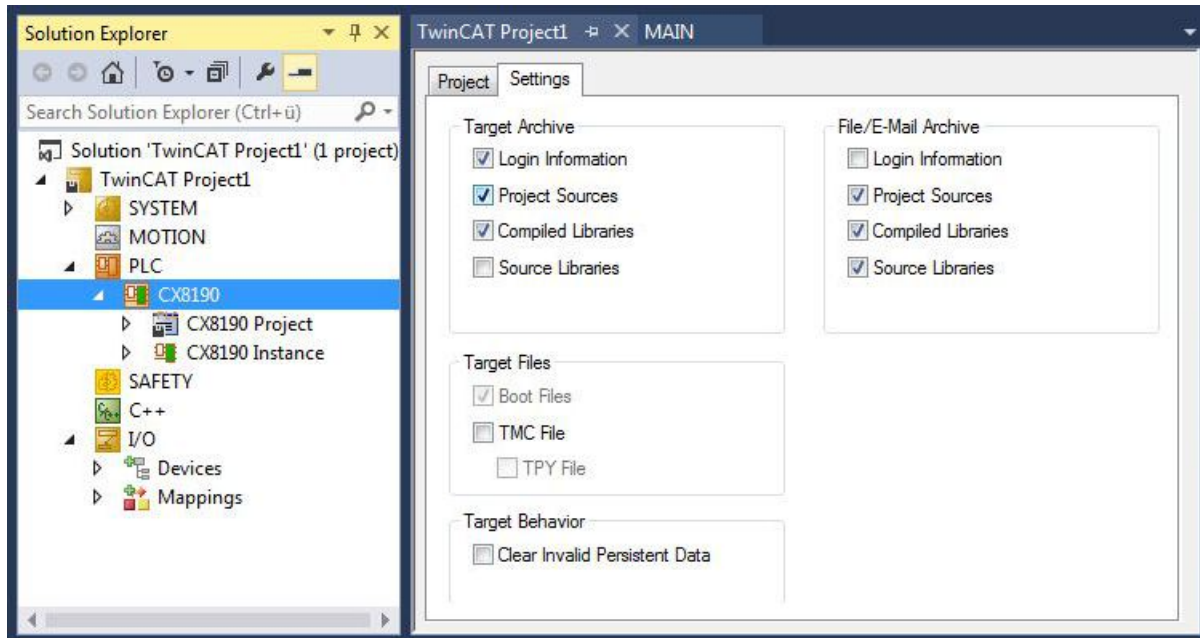 Solution Explorer
Search Solution Explorer (Ctrl+ü)
Solution 'TwinCAT Project1' (1 project)
TwinCAT Project1
SYSTEM
MOTION
PLC
CX8190
CX8190 Project
CX8190 Instance
SAFETY
C++
I/O
Devices
Mappings
TwinCAT Project1 MAIN
Project Settings
Target Archive
Login Information
Project Sources
Compiled Libraries
Source Libraries
File/E-Mail Archive
Login Information
Project Sources
Compiled Libraries
Source Libraries
Target Files
Boot Files
TMC File
TPY File
Target Behavior
Clear Invalid Persistent Data